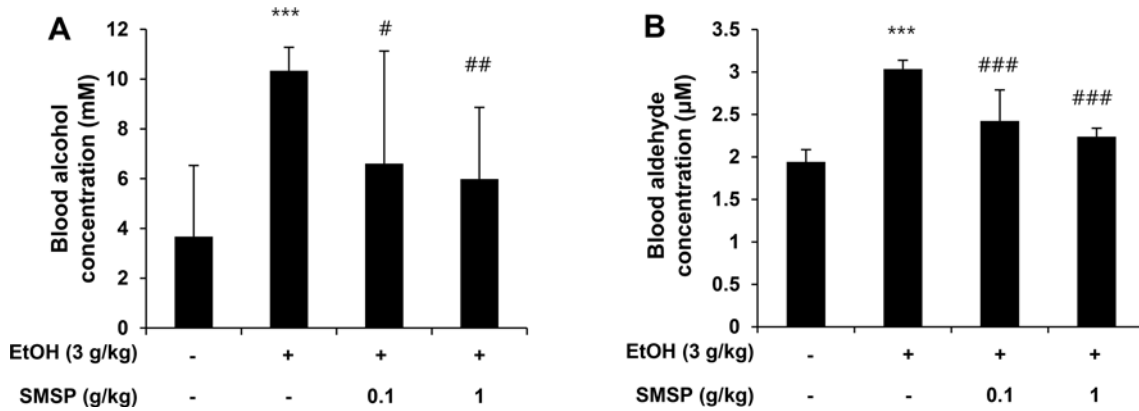 A
Blood alcohol
concentration (mM)
12
10
8
6
4
2
0
***
#
##
EtOH (3 g/kg) - + + +
SMSP (g/kg) - - 0.1 1
B
Blood aldehyde
concentration (µM)
3.5
3
2.5
2
1.5
1
0.5
0
***
###
###
EtOH (3 g/kg) - + + +
SMSP (g/kg) - - 0.1 1